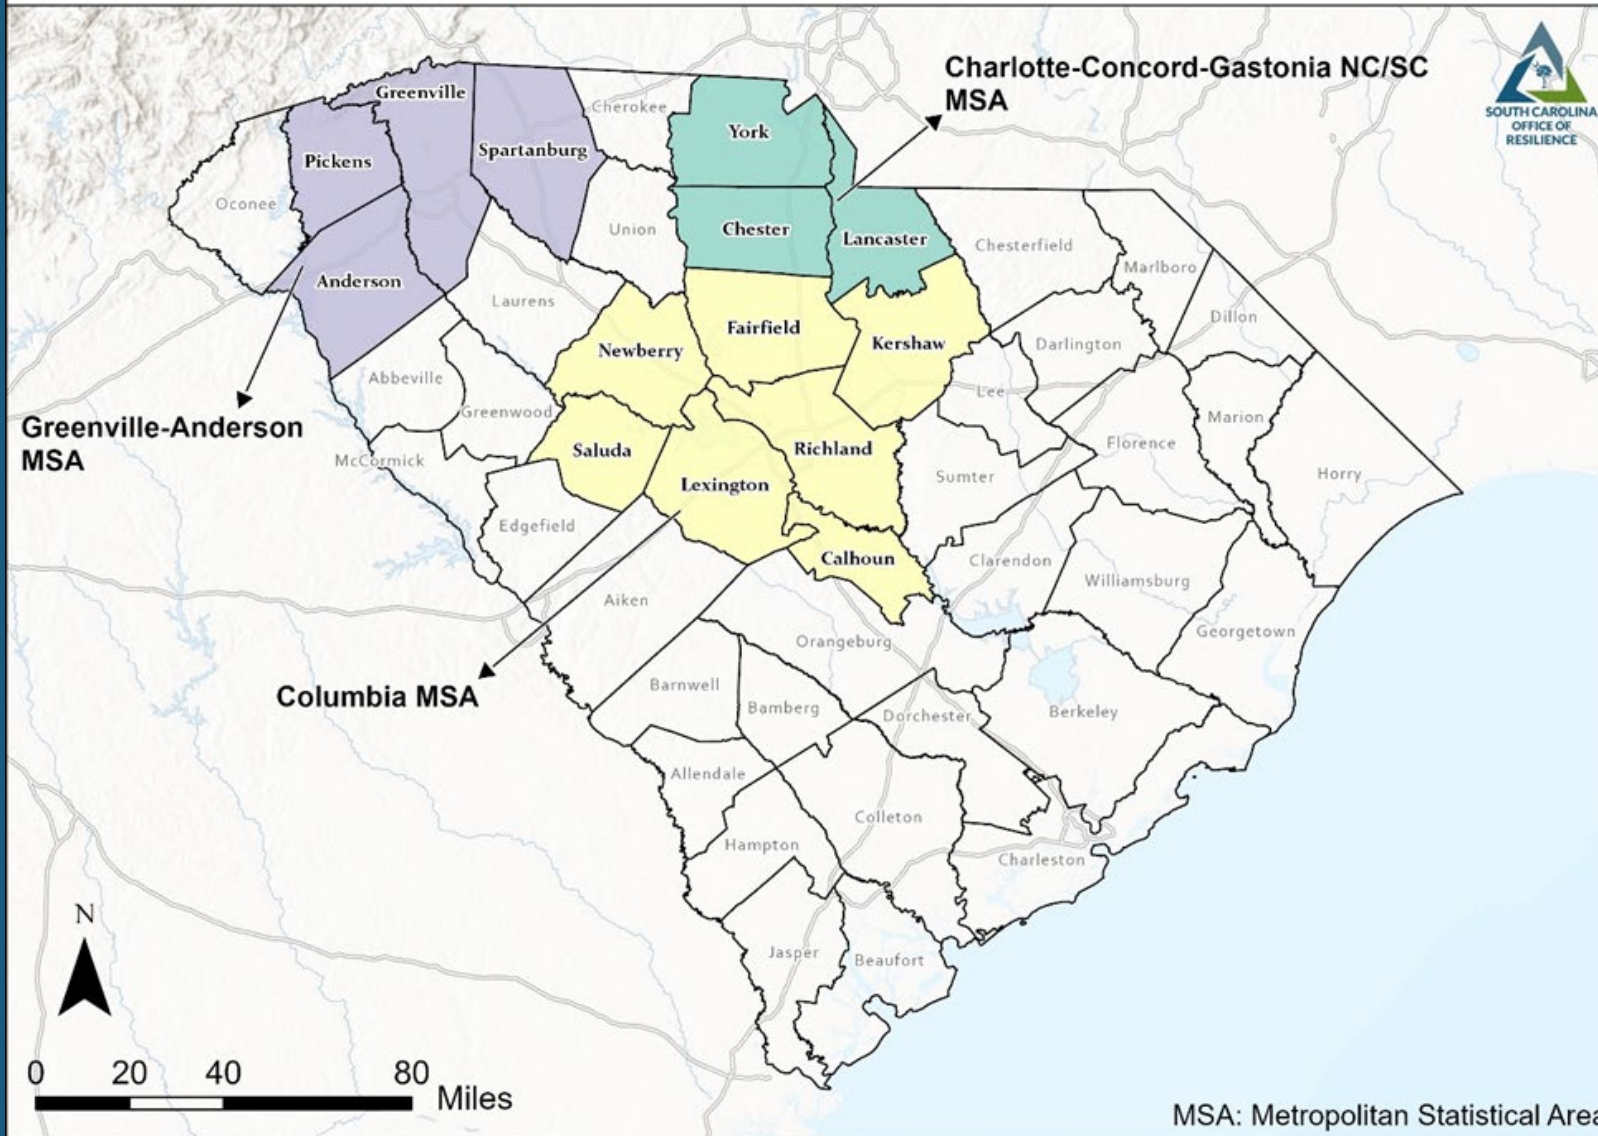 Charlotte-Concord-Gastonia NC/SC
MSA
SOUTH CAROLINA
OFFICE OF
RESILIENCE
Greenville
Cherokee
York
Spartanburg
Pickens
Oconee
Union
Chester
Lancaster
Chesterfield
Marlboro
Anderson
Laurens
Fairfield
Dillon
Newberry
Kershaw
Darlington
Abbeville
Lee
Greenwood
Marion
Greenville-Anderson
MSA
McCormick
Saluda
Richland
Florence
Lexington
Sumter
Horry
Edgefield
Calhoun
Clarendon
Williamsburg
Aiken
Orangeburg
Georgetown
Columbia MSA
Barnwell
Bamberg
Dorchester
Berkeley
Allendale
Colleton
Hampton
Charleston
N
Jasper
Beaufort
0 20 40 80
Miles
MSA: Metropolitan Statistical Area